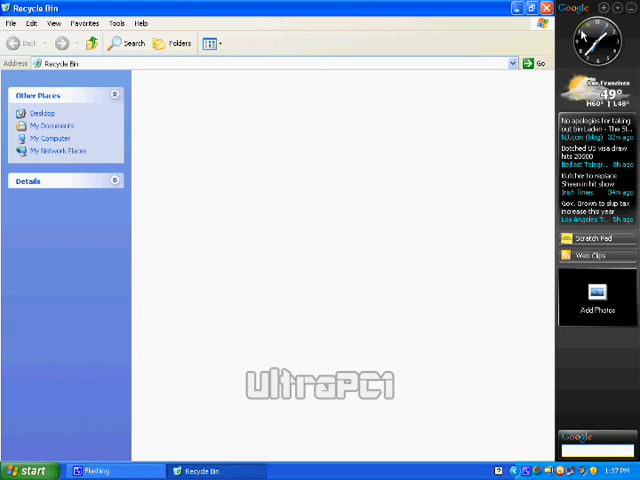 Recycle Bin
File Edit View Favorites Tools Help
Back Search Folders
Address Recycle Bin Go
Other Places
Desktop
My Documents
My Computer
My Network Places
Details
UltraPC1
Google
San Francisco
49°
H60° | L48°
No apologies for taking
out bin Laden - The St...
NJ.com (blog) 32m ago
Botched US visa draw
hits 20000
Belfast Telegr... 8h ago
Kutcher to replace
Sheen in hit show
Irish Times 34m ago
Gov. Brown to skip tax
increase this year
Los Angeles Ti... 5h ago
Scratch Pad
Web Clips
Add Photos
Google
start Flashing Recycle Bin 1:37 PM